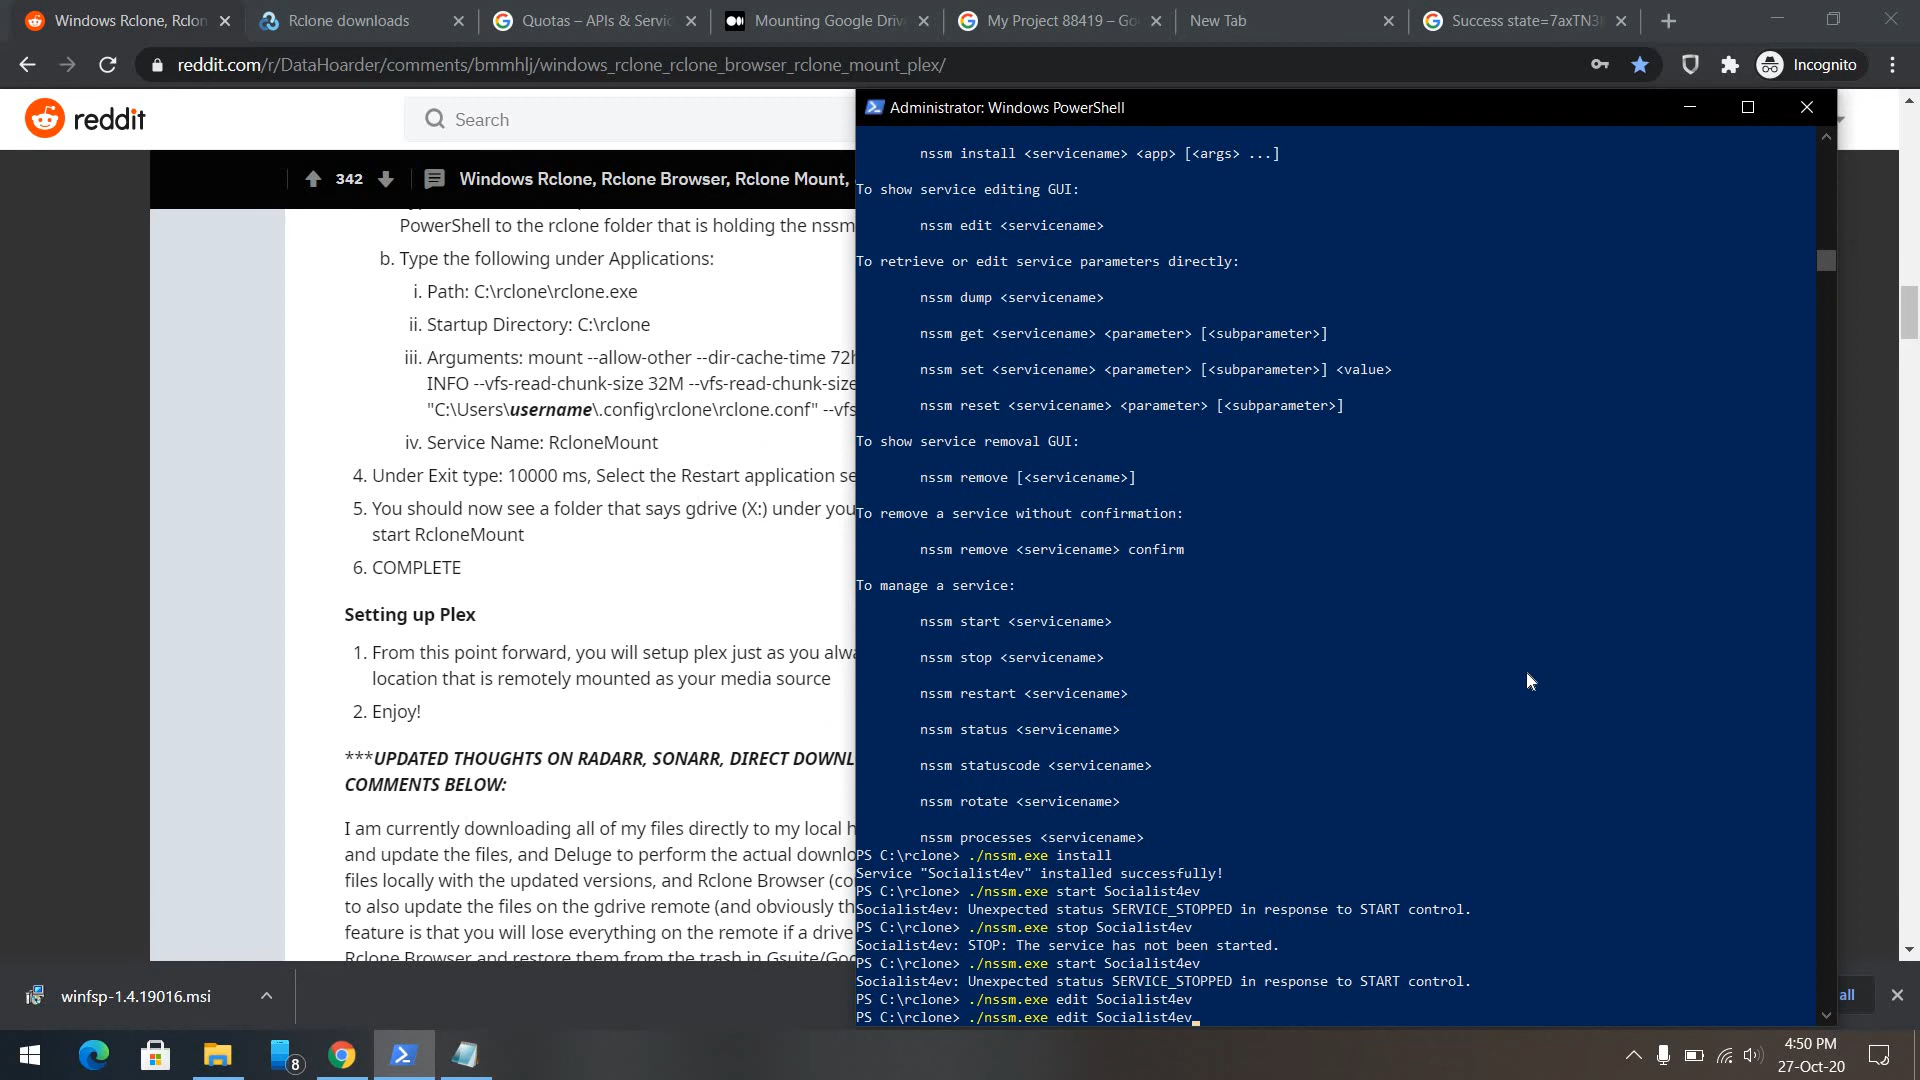 Windows Rclone, Rclon
Rclone downloads
Quotas – APIs & Servic
Mounting Google Driv
My Project 88419 – Go
New Tab
Success state=7axTN3
reddit.com/r/DataHoarder/comments/bmmhlj/windows_rclone_rclone_browser_rclone_mount_plex/
Incognito
reddit
Search
342
Windows Rclone, Rclone Browser, Rclone Mount,
PowerShell to the rclone folder that is holding the nssm
b. Type the following under Applications:
i. Path: C:\rclone\rclone.exe
ii. Startup Directory: C:\rclone
iii. Arguments: mount --allow-other --dir-cache-time 72h
INFO --vfs-read-chunk-size 32M --vfs-read-chunk-size
"C:\Users\username\.config\rclone\rclone.conf" --vfs
iv. Service Name: RcloneMount
4. Under Exit type: 10000 ms, Select the Restart application se
5. You should now see a folder that says gdrive (X:) under you
start RcloneMount
6. COMPLETE
Setting up Plex
1. From this point forward, you will setup plex just as you alwa
location that is remotely mounted as your media source
2. Enjoy!
***UPDATED THOUGHTS ON RADARR, SONARR, DIRECT DOWNL
COMMENTS BELOW:
I am currently downloading all of my files directly to my local h
and update the files, and Deluge to perform the actual downlo
files locally with the updated versions, and Rclone Browser (co
to also update the files on the gdrive remote (and obviously th
feature is that you will lose everything on the remote if a drive
Rclone Browser and restore them from the trash in Gsuite/Goo
Administrator: Windows PowerShell
nssm install <servicename> <app> [<args> ...]
To show service editing GUI:
nssm edit <servicename>
To retrieve or edit service parameters directly:
nssm dump <servicename>
nssm get <servicename> <parameter> [<subparameter>]
nssm set <servicename> <parameter> [<subparameter>] <value>
nssm reset <servicename> <parameter> [<subparameter>]
To show service removal GUI:
nssm remove [<servicename>]
To remove a service without confirmation:
nssm remove <servicename> confirm
To manage a service:
nssm start <servicename>
nssm stop <servicename>
nssm restart <servicename>
nssm status <servicename>
nssm statuscode <servicename>
nssm rotate <servicename>
nssm processes <servicename>
PS C:\rclone> ./nssm.exe install
Service "Socialist4ev" installed successfully!
PS C:\rclone> ./nssm.exe start Socialist4ev
Socialist4ev: Unexpected status SERVICE_STOPPED in response to START control.
PS C:\rclone> ./nssm.exe stop Socialist4ev
Socialist4ev: STOP: The service has not been started.
PS C:\rclone> ./nssm.exe start Socialist4ev
Socialist4ev: Unexpected status SERVICE_STOPPED in response to START control.
PS C:\rclone> ./nssm.exe edit Socialist4ev
PS C:\rclone> ./nssm.exe edit Socialist4ev
winfsp-1.4.19016.msi
all
8
4:50 PM
27-Oct-20